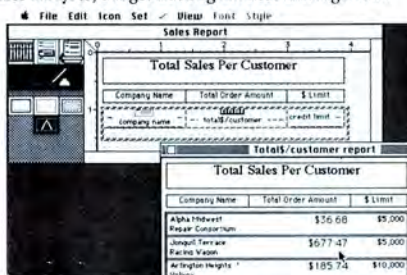 File Edit Icon Set View Font Style
Sales Report
Total Sales Per Customer
Company Name Total Order Amount $ Limit
company name total$/customer credit limit
Total$/customer report
Total Sales Per Customer
Company Name Total Order Amount $ Limit
Alpha Midwest $36.68 $5,000
Repair Consortium
Jonquil Terrace $677.47 $5,000
Racing Wagon
Arlington Heights $185.74 $10,000